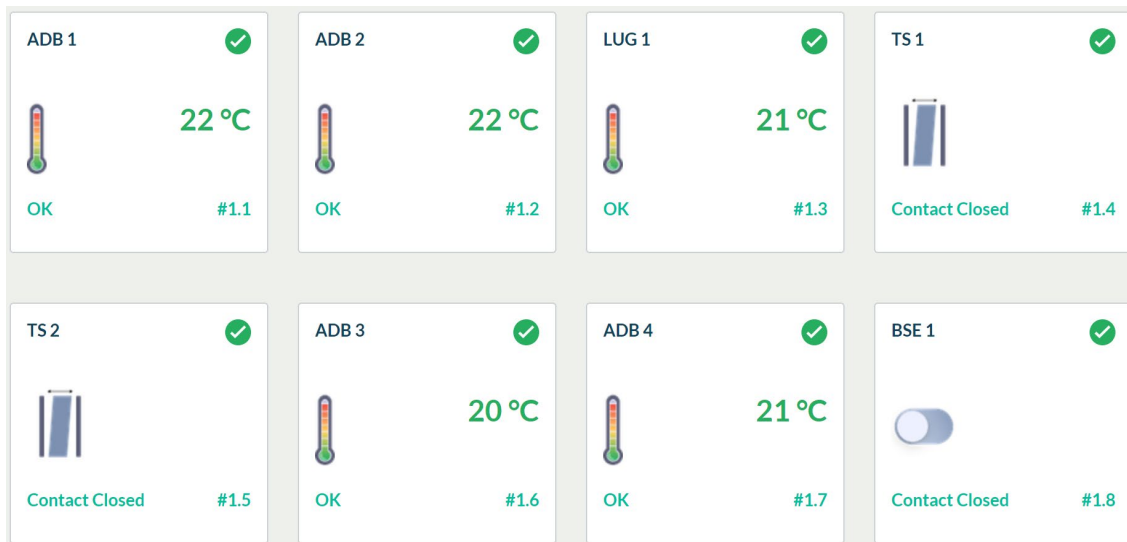 ADB 1
22 °C
OK #1.1
ADB 2
22 °C
OK #1.2
LUG 1
21 °C
OK #1.3
TS 1
Contact Closed #1.4
TS 2
Contact Closed #1.5
ADB 3
20 °C
OK #1.6
ADB 4
21 °C
OK #1.7
BSE 1
Contact Closed #1.8